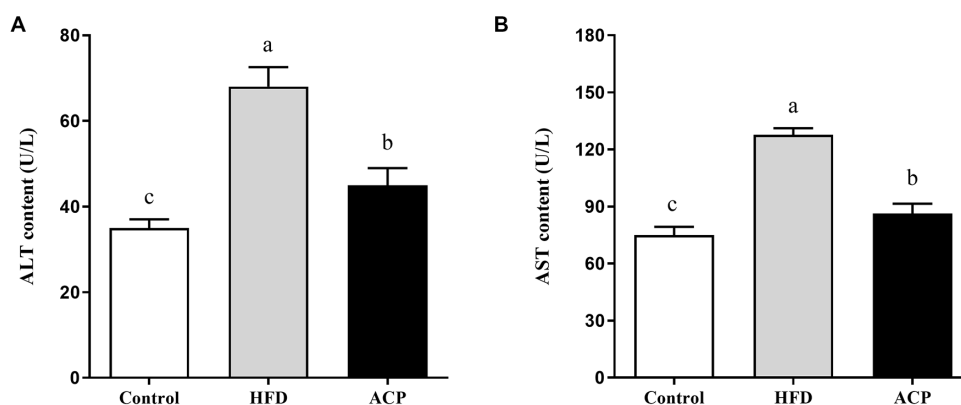 A
ALT content (U/L)
80
60
40
20
0
c
a
b
Control HFD ACP
B
AST content (U/L)
180
150
120
90
60
30
0
c
a
b
Control HFD ACP